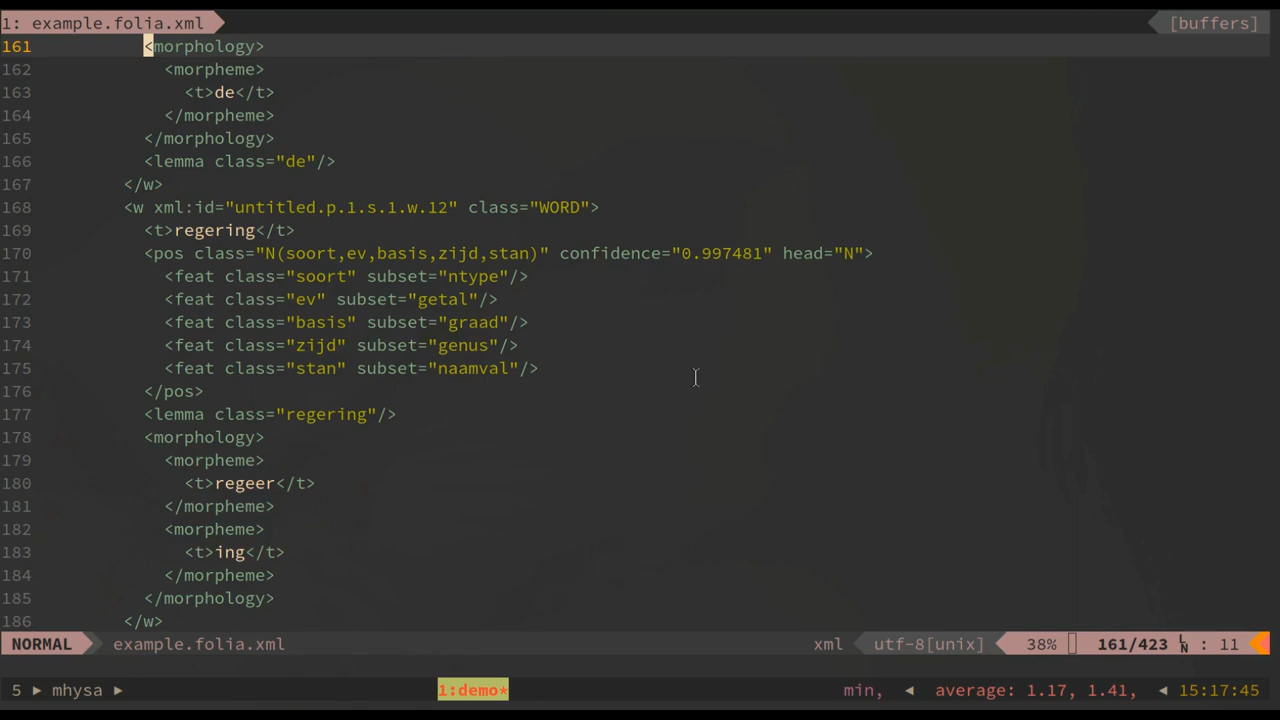 1: example.folia.xml [buffers]
161 <morphology>
162 <morpheme>
163 <t>de</t>
164 </morpheme>
165 </morphology>
166 <lemma class="de"/>
167 </w>
168 <w xml:id="untitled.p.1.s.1.w.12" class="WORD">
169 <t>regering</t>
170 <pos class="N(soort,ev,basis,zijd,stan)" confidence="0.997481" head="N">
171 <feat class="soort" subset="ntype"/>
172 <feat class="ev" subset="getal"/>
173 <feat class="basis" subset="graad"/>
174 <feat class="zijd" subset="genus"/>
175 <feat class="stan" subset="naamval"/>
176 </pos>
177 <lemma class="regering"/>
178 <morphology>
179 <morpheme>
180 <t>regeer</t>
181 </morpheme>
182 <morpheme>
183 <t>ing</t>
184 </morpheme>
185 </morphology>
186 </w>
NORMAL example.folia.xml xml utf-8[unix] 38% 161/423 ␤ : 11
5 ▶ mhysa ▶ 1:demo* min, ◀ average: 1.17, 1.41, ◀ 15:17:45